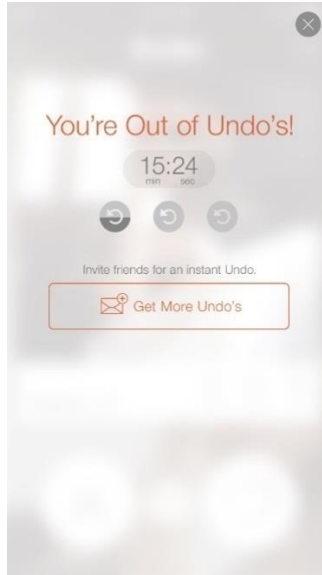 You're Out of Undo's!
15:24
min sec
Invite friends for an instant Undo.
Get More Undo's